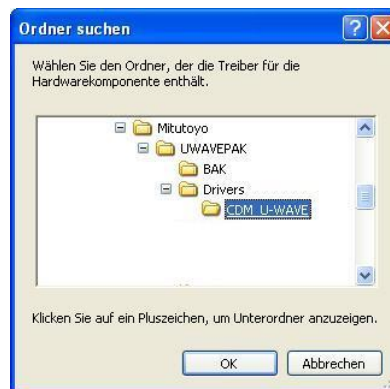 Ordner suchen
Wählen Sie den Ordner, der die Treiber für die
Hardwarekomponente enthält.
Mitutoyo
UWAVEPAK
BAK
Drivers
CDM U-WAVE
Klicken Sie auf ein Pluszeichen, um Unterordner anzuzeigen.
OK Abbrechen